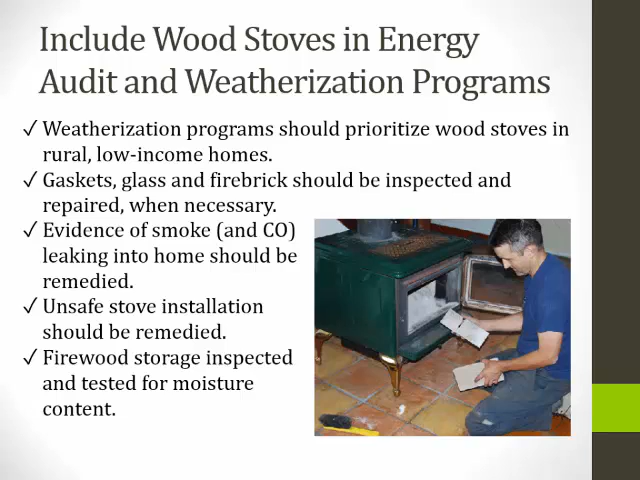 Include Wood Stoves in Energy
Audit and Weatherization Programs
✓ Weatherization programs should prioritize wood stoves in
rural, low-income homes.
✓ Gaskets, glass and firebrick should be inspected and
repaired, when necessary.
✓ Evidence of smoke (and CO)
leaking into home should be
remedied.
✓ Unsafe stove installation
should be remedied.
✓ Firewood storage inspected
and tested for moisture
content.